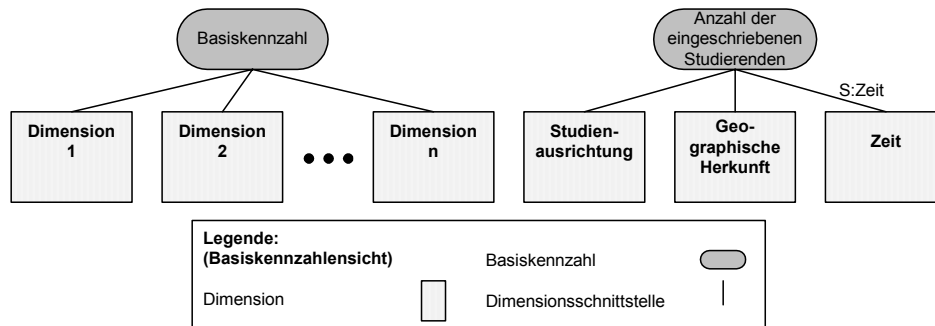 Basiskennzahl
Dimension
1
Dimension
2
Dimension
n
Anzahl der
eingeschriebenen
Studierenden
S:Zeit
Studien-
ausrichtung
Geo-
graphische
Herkunft
Zeit
Legende:
(Basiskennzahlensicht)
Basiskennzahl
Dimension
Dimensionsschnittstelle